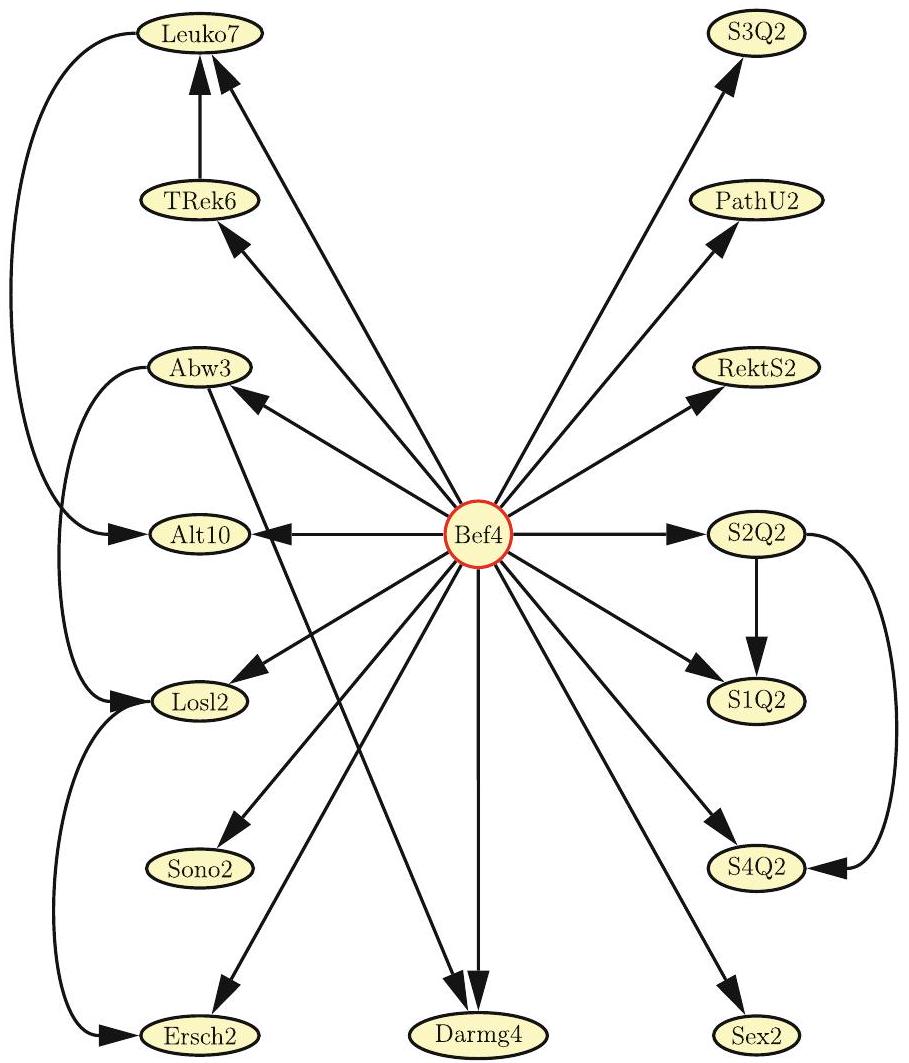 Leuko7
S3Q2
TRek6
PathU2
Abw3
RektS2
Alt10
Bef4
S2Q2
Losl2
S1Q2
Sono2
S4Q2
Ersch2
Darmg4
Sex2